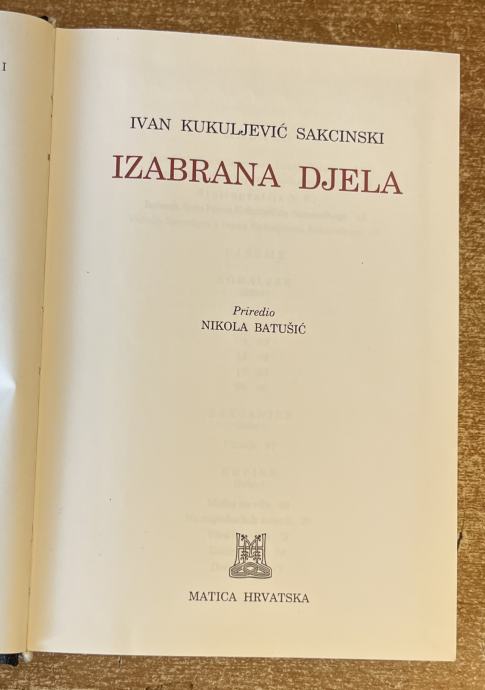 I
IVAN KUKULJEVIĆ SAKCINSKI
IZABRANA DJELA
Priredio
NIKOLA BATUŠIĆ
MATICA HRVATSKA